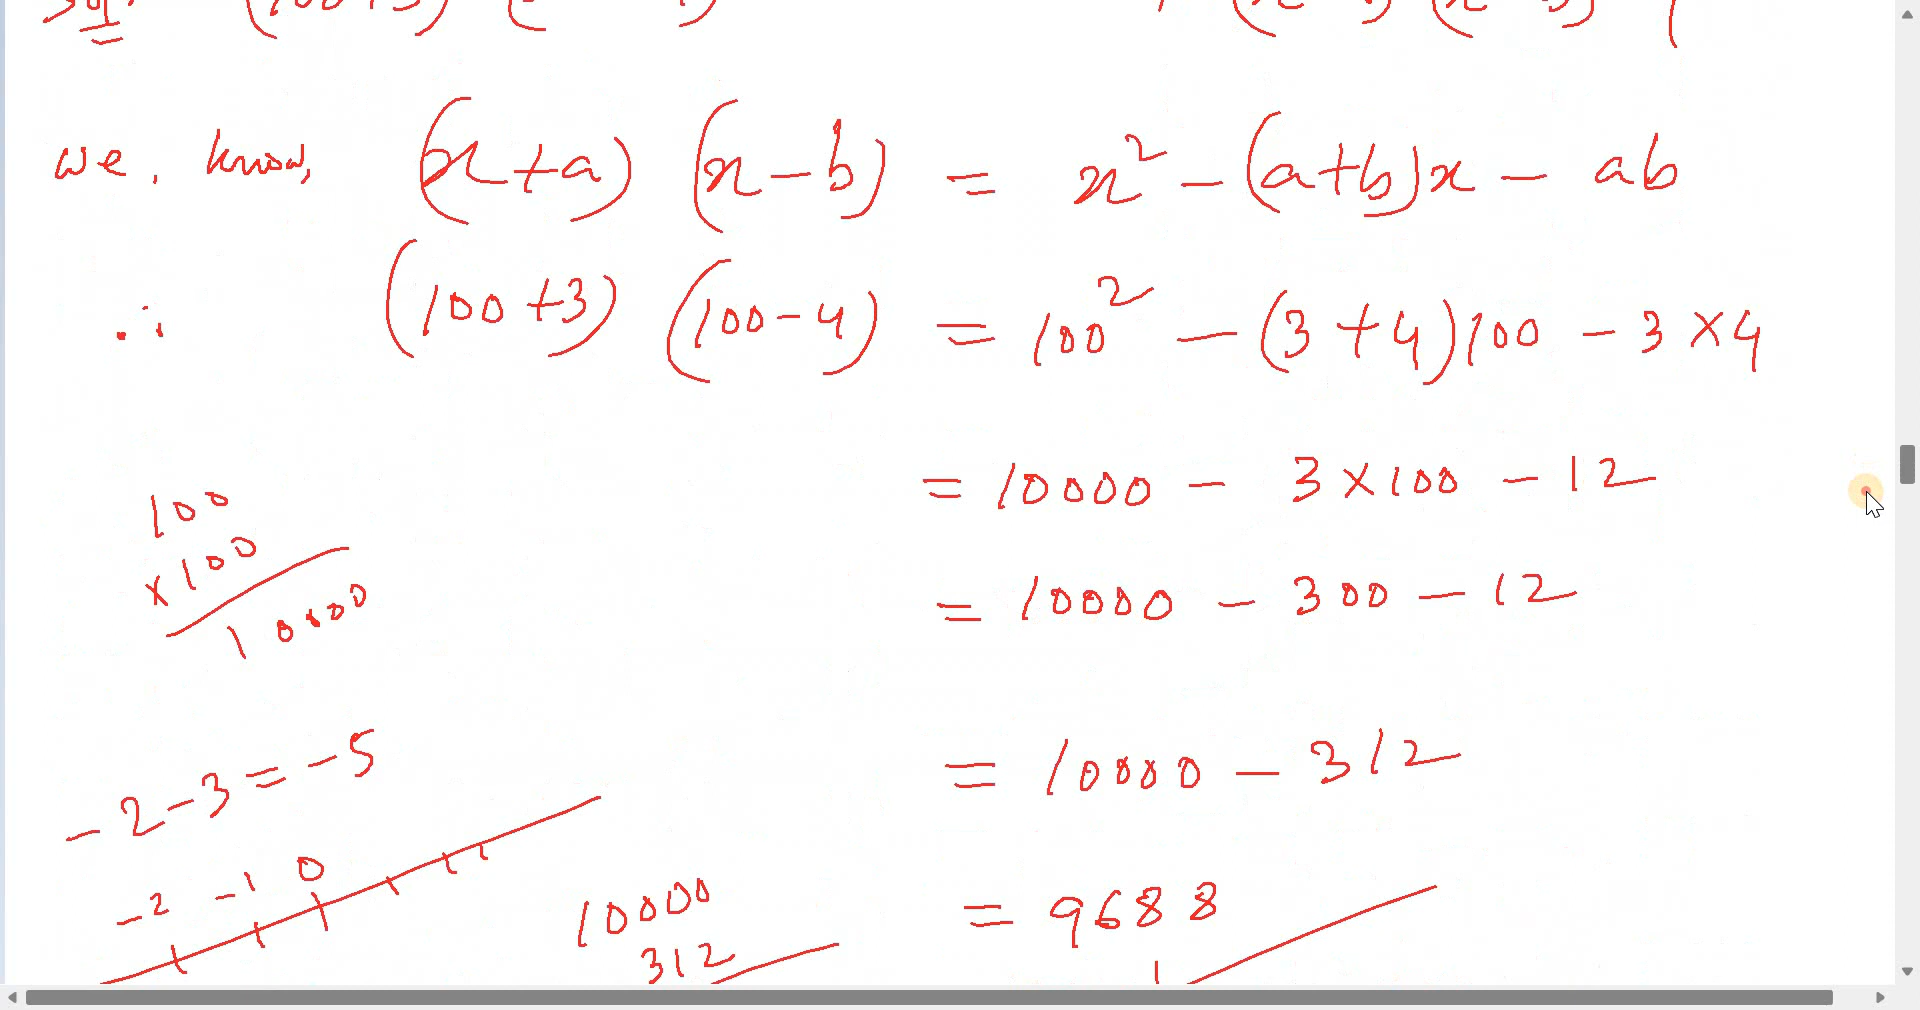 we, know, (x+a) (x-b) = x² - (a+b)x - ab
∴ (100+3) (100-4) = 100² - (3+4)100 - 3×4
= 10000 - 3×100 - 12
= 10000 - 300 - 12
= 10000 - 312
= 9688
100
×100
10000
-2-3=-5
-2 -1 0
10000
312